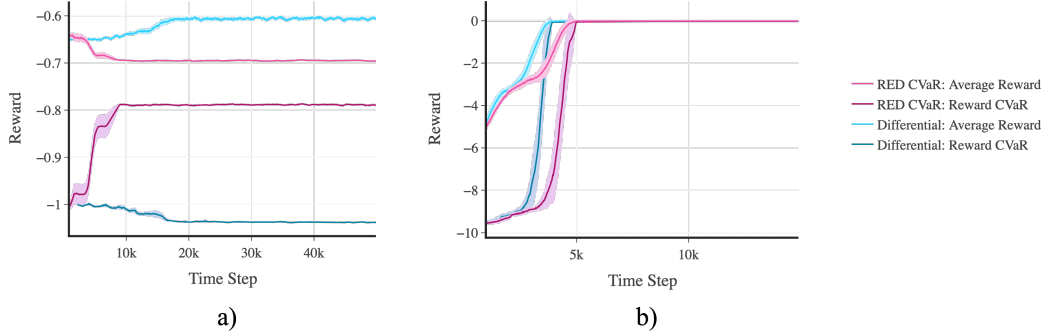 −0.6
−0.7
−0.8
−0.9
−1
Reward
10k
20k
30k
40k
Time Step
a)
0
−2
−4
−6
−8
−10
Reward
5k
10k
Time Step
b)
RED CVaR: Average Reward
RED CVaR: Reward CVaR
Differential: Average Reward
Differential: Reward CVaR